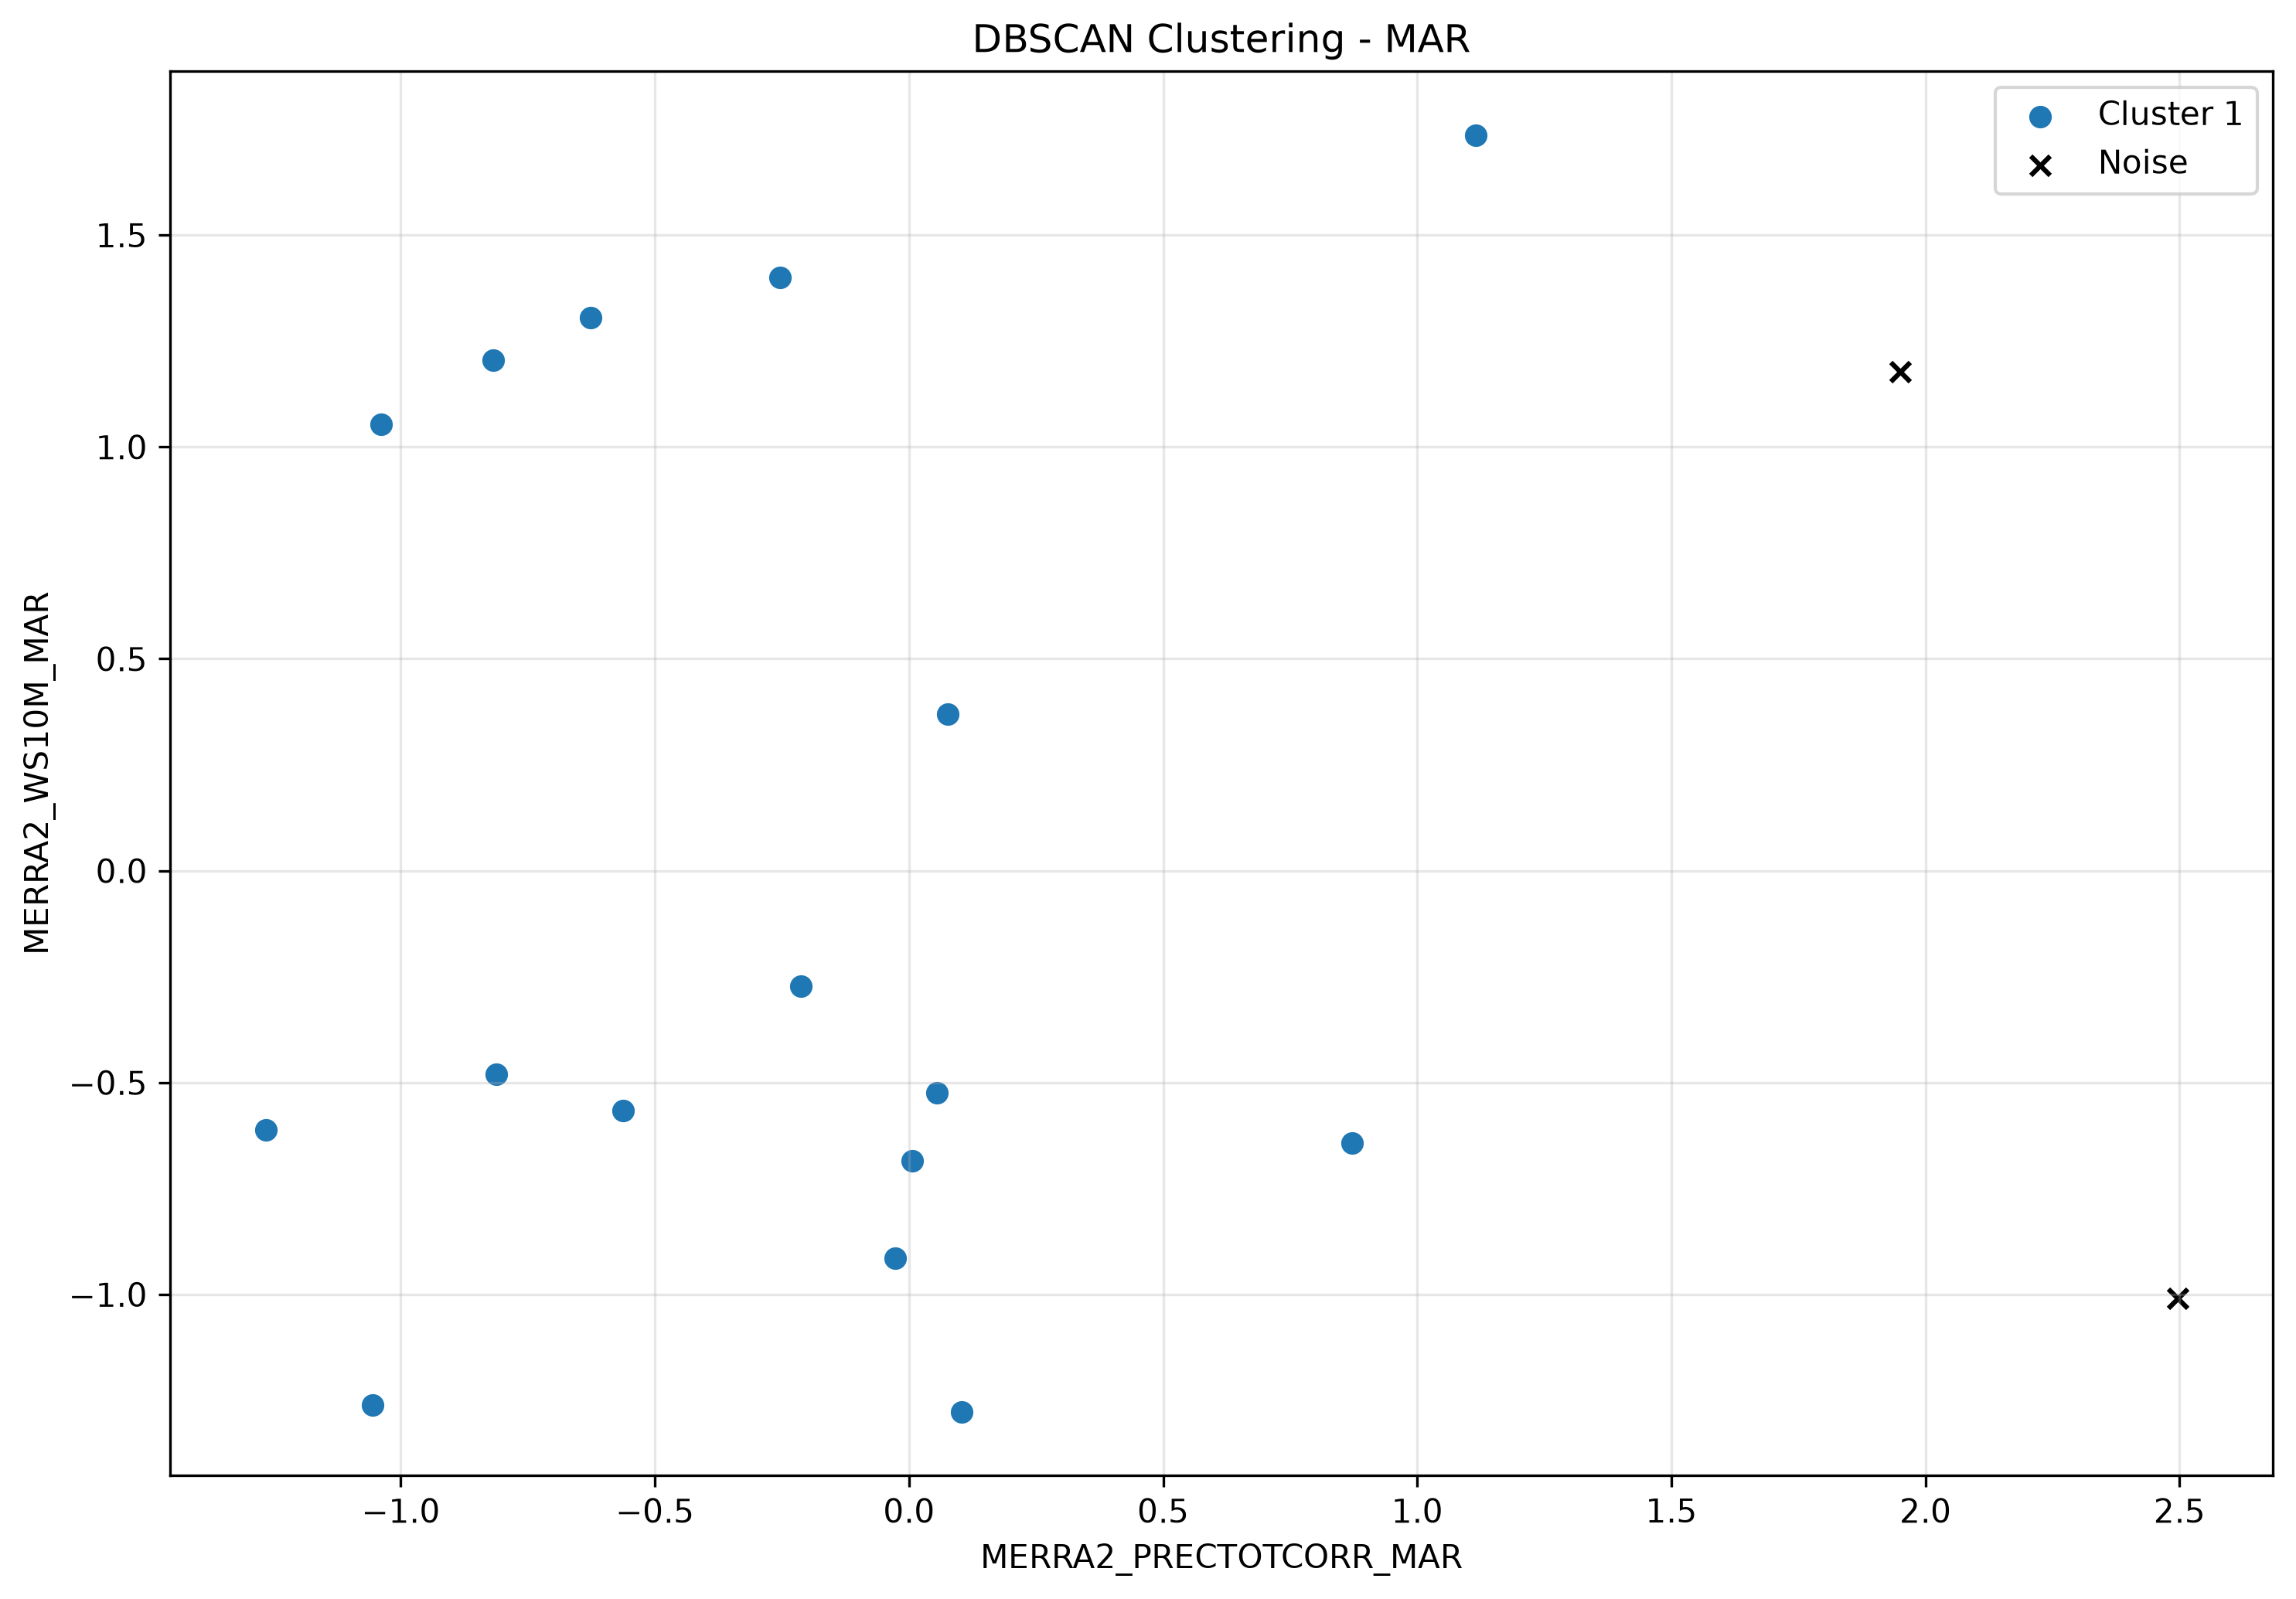 DBSCAN Clustering - MAR
Cluster 1
Noise
MERRA2_WS10M_MAR
1.5
1.0
0.5
0.0
−0.5
−1.0
−1.0 −0.5 0.0 0.5 1.0 1.5 2.0 2.5
MERRA2_PRECTOTCORR_MAR